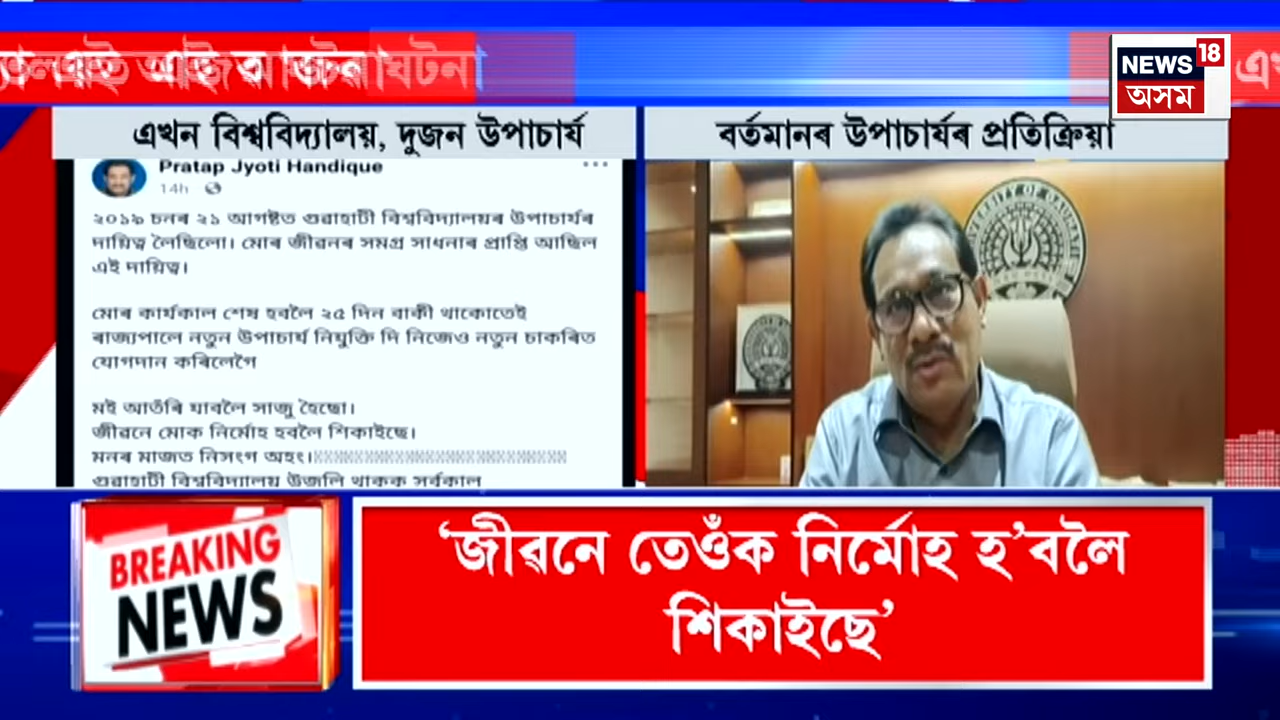 NEWS 18
অসম
এখন বিশ্ববিদ্যালয়, দুজন উপাচাৰ্য
বৰ্তমানৰ উপাচাৰ্যৰ প্ৰতিক্ৰিয়া
Pratap Jyoti Handique
14h
২০১৯ চনৰ ২১ আগষ্টত গুৱাহাটী বিশ্ববিদ্যালয়ৰ উপাচাৰ্যৰ
দায়িত্ব লৈছিলো। মোৰ জীৱনৰ সমগ্ৰ সাধনাৰ প্ৰাপ্তি আছিল
এই দায়িত্ব।
মোৰ কাৰ্যকাল শেষ হবলৈ ২৫ দিন বাকী থাকোতেই
ৰাজ্যপালে নতুন উপাচাৰ্য নিযুক্তি দি নিজেও নতুন চাকৰিত
যোগদান কৰিলেগৈ
মই আতঁৰি যাবলৈ সাজু হৈছো।
জীৱনে মোক নিৰ্মোহ হবলৈ শিকাইছে।
মনৰ মাজত নিসংগ অহং।
গুৱাহাটী বিশ্ববিদ্যালয় উজলি থাকক সৰ্বকাল
BREAKING
NEWS
‘জীৱনে তেওঁক নিৰ্মোহ হ’বলৈ
শিকাইছে’